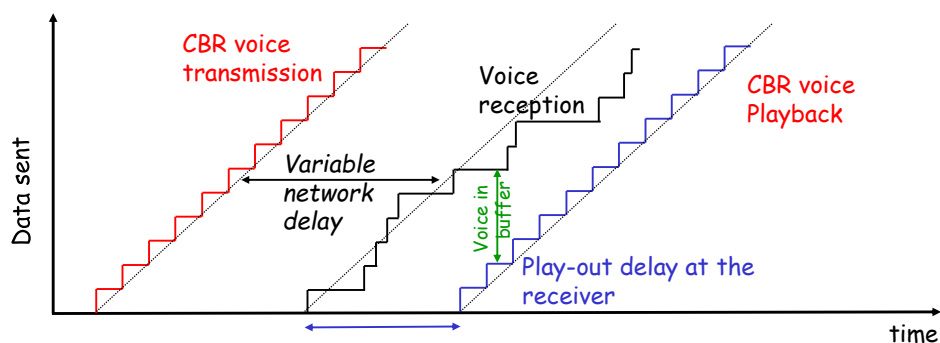 CBR voice
transmission
Voice
reception
CBR voice
Playback
Variable
network
delay
Data sent
Voice in
buffer
Play-out delay at the
receiver
time